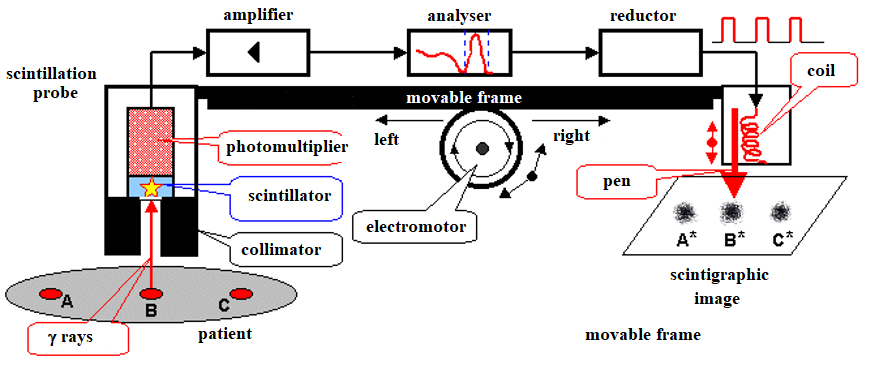 amplifier
analyser
reductor
scintillation
probe
coil
movable frame
left
right
photomultiplier
pen
scintillator
electromotor
collimator
A* B* C*
A B C
scintigraphic
image
γ rays
patient
movable frame